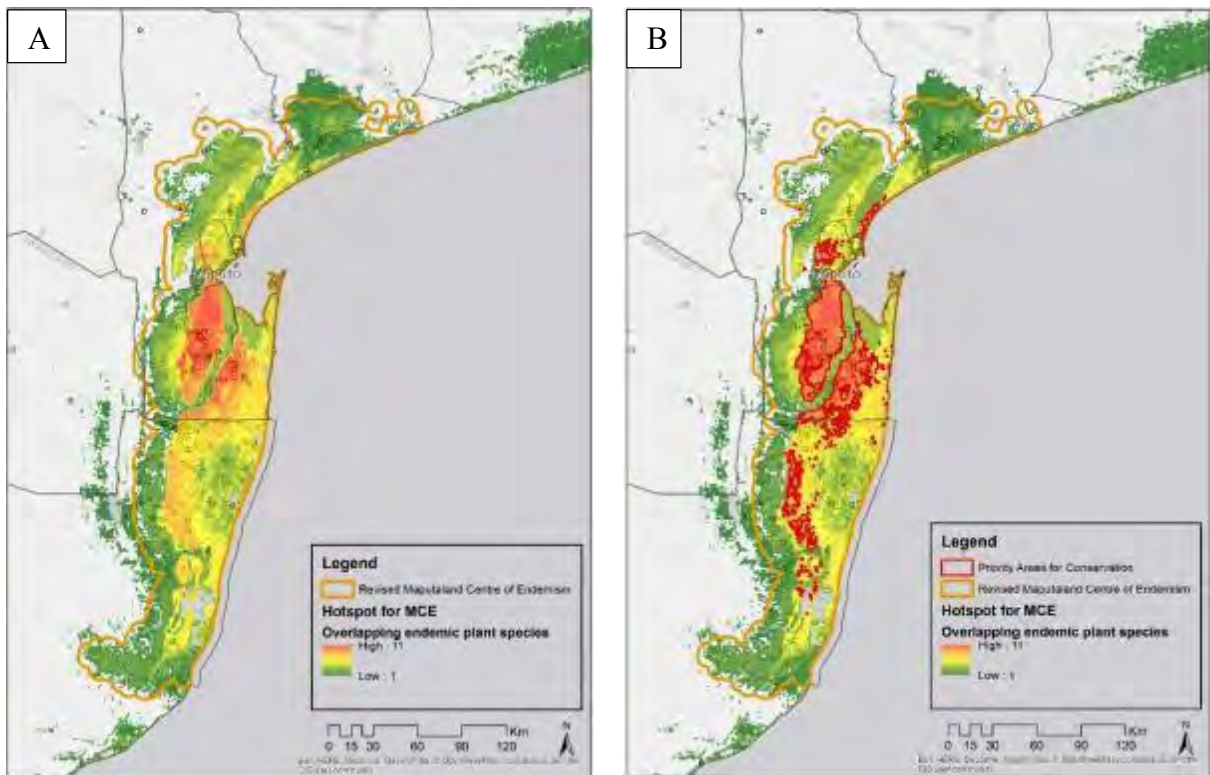 A
Legend
Revised Maputaland Centre of Endemism
Hotspot for MCE
Overlapping endemic plant species
High : 11
Low : 1
Km
0 15 30 60 90 120
N
B
Legend
Priority Areas for Conservation
Revised Maputaland Centre of Endemism
Hotspot for MCE
Overlapping endemic plant species
High : 11
Low : 1
Km
0 15 30 60 90 120
N